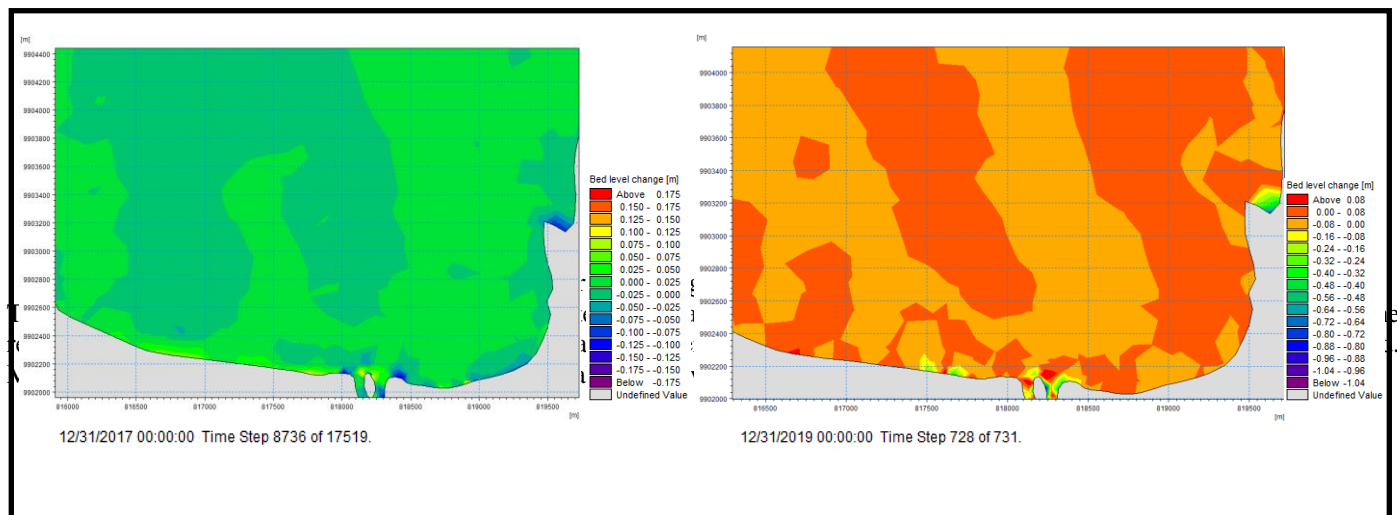 [m]
9904400
9904200
9904000
9903800
9903600
9903400
9903200
9903000
9902800
9902600
9902400
9902200
9902000
816000 816500 817000 817500 818000 818500 819000 819500
[m]
Bed level change [m]
Above 0.175
0.150 - 0.175
0.125 - 0.150
0.100 - 0.125
0.075 - 0.100
0.050 - 0.075
0.025 - 0.050
0.000 - 0.025
-0.025 - 0.000
-0.050 - -0.025
-0.075 - -0.050
-0.100 - -0.075
-0.125 - -0.100
-0.150 - -0.125
-0.175 - -0.150
Below -0.175
Undefined Value
12/31/2017 00:00:00 Time Step 8736 of 17519.
[m]
9904000
9903800
9903600
9903400
9903200
9903000
9902800
9902600
9902400
9902200
9902000
816500 817000 817500 818000 818500 819000 819500
[m]
Bed level change [m]
Above 0.08
0.00 - 0.08
-0.08 - 0.00
-0.16 - -0.08
-0.24 - -0.16
-0.32 - -0.24
-0.40 - -0.32
-0.48 - -0.40
-0.56 - -0.48
-0.64 - -0.56
-0.72 - -0.64
-0.80 - -0.72
-0.88 - -0.80
-0.96 - -0.88
-1.04 - -0.96
Below -1.04
Undefined Value
12/31/2019 00:00:00 Time Step 728 of 731.